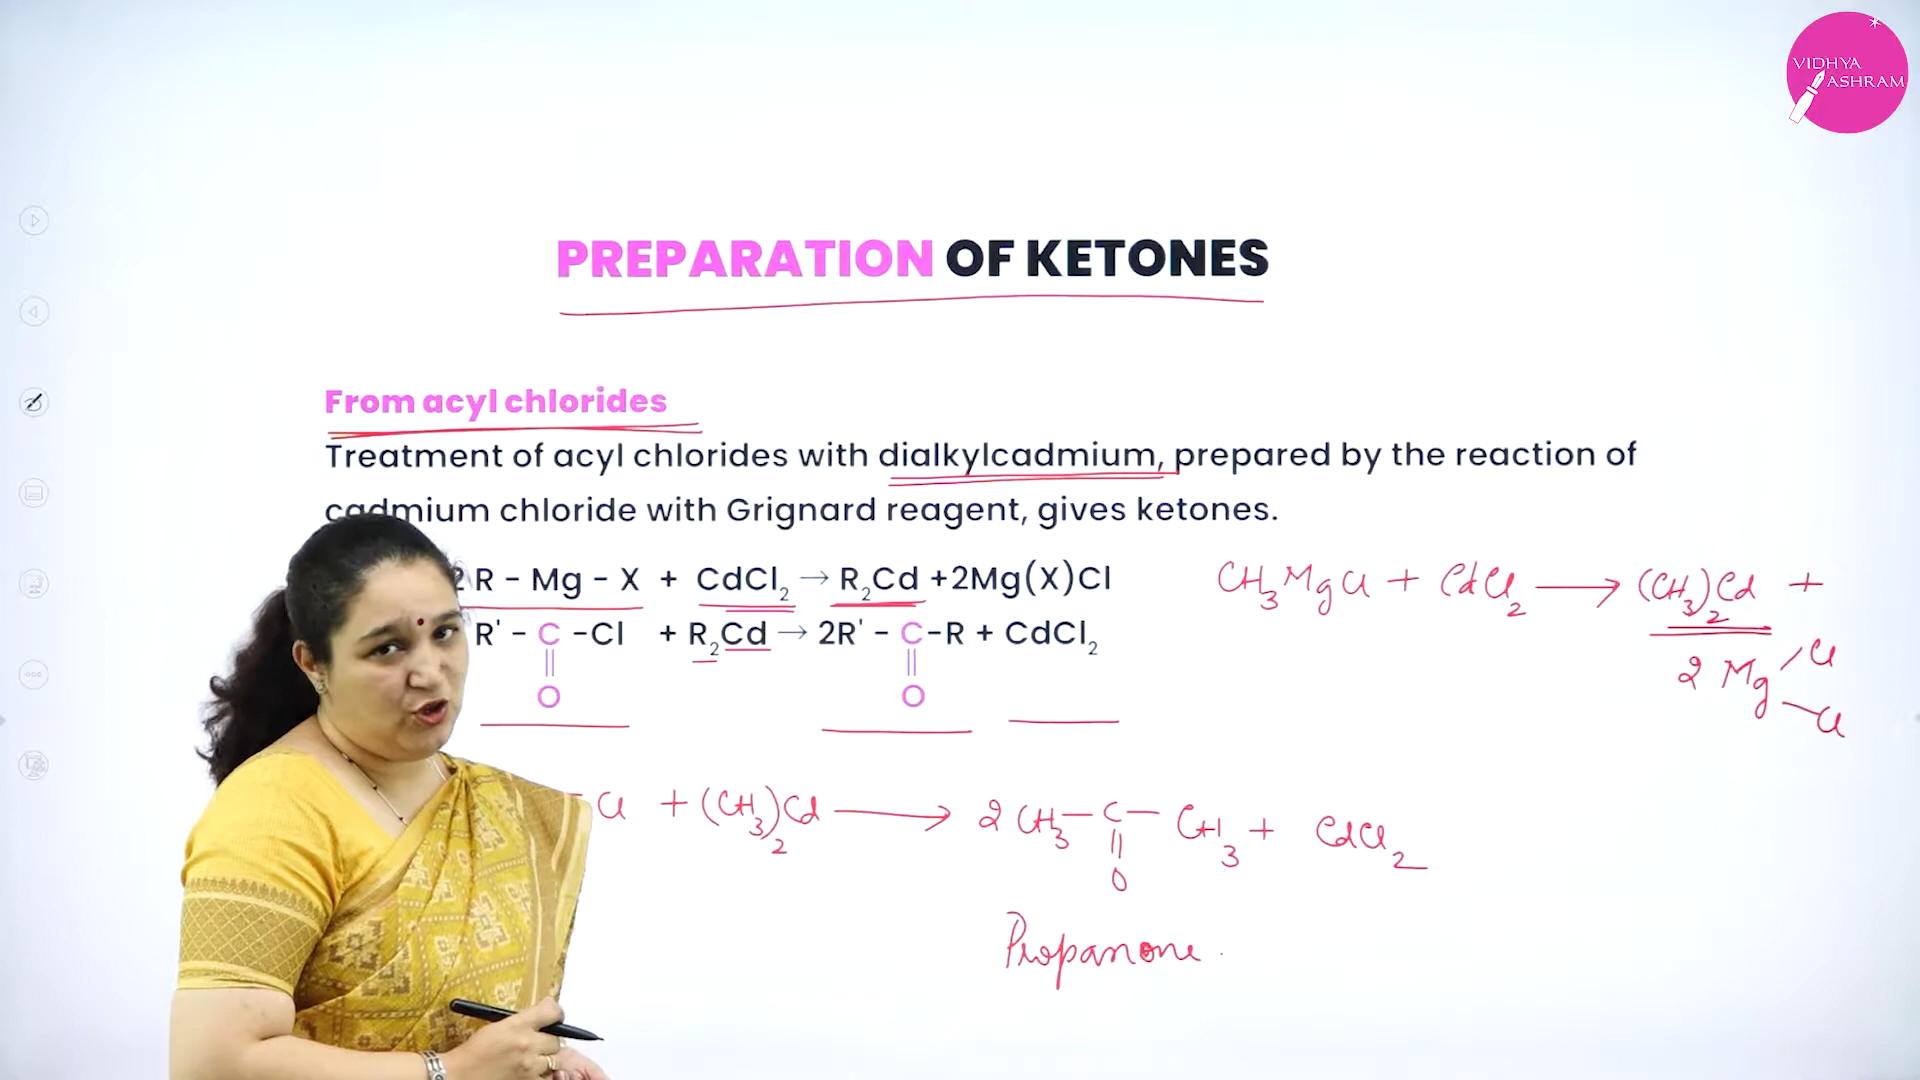 VIDHYA
ASHRAM
PREPARATION OF KETONES
From acyl chlorides
Treatment of acyl chlorides with dialkylcadmium, prepared by the reaction of
cadmium chloride with Grignard reagent, gives ketones.
2 R - Mg - X + CdCl₂ → R₂Cd +2Mg(X)Cl
R' - C -Cl + R₂Cd → 2R' - C-R + CdCl₂
|| ||
O O
CH₃MgCl + CdCl₂ → (CH₃)₂Cd +
2 Mg Cl
Cl
Cl + (CH₃)₂Cd → 2 CH₃ - C - CH₃ + CdCl₂
||
O
Propanone.